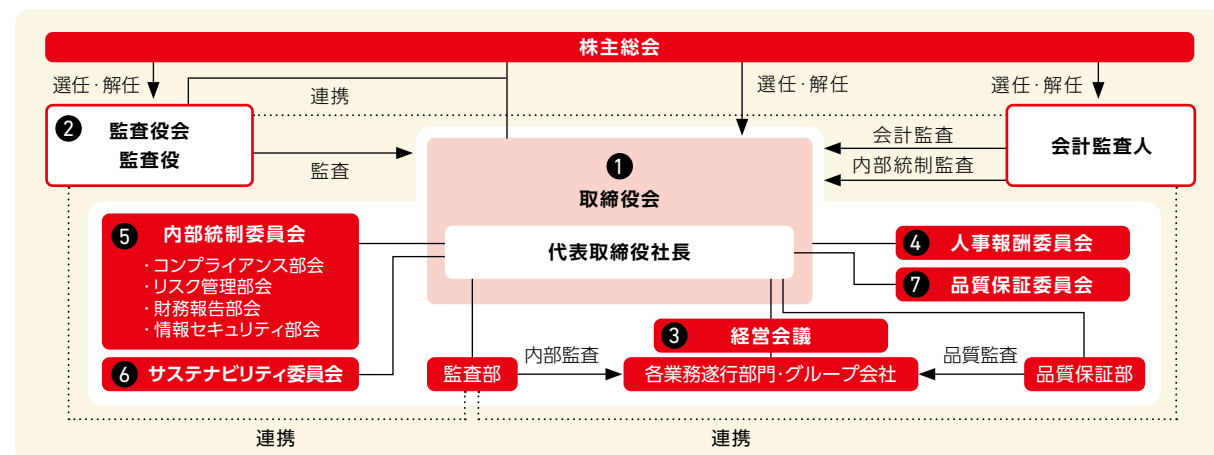 株主総会
選任・解任
連携
選任・解任
選任・解任
❷ 監査役会
監査役
監査
会計監査
内部統制監査
会計監査人
❶
取締役会
代表取締役社長
❺ 内部統制委員会
・コンプライアンス部会
・リスク管理部会
・財務報告部会
・情報セキュリティ部会
❻ サステナビリティ委員会
❹ 人事報酬委員会
❼ 品質保証委員会
❸ 経営会議
監査部
内部監査
各業務遂行部門・グループ会社
品質監査
品質保証部
連携
連携